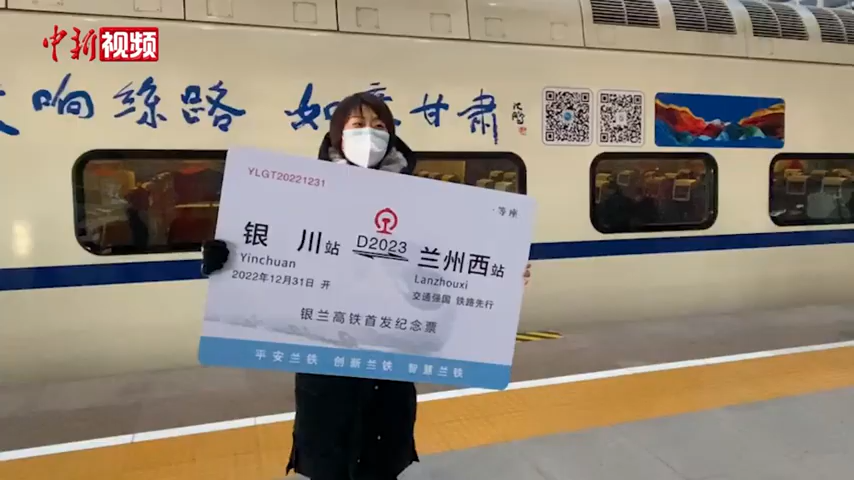 中新视频
响丝路 如意甘肃
YLGT20221231
·等座
银川站 D2023 兰州西站
Yinchuan Lanzhouxi
2022年12月31日 开
交通强国 铁路先行
银兰高铁首发纪念票
平安兰铁 创新兰铁 智慧兰铁